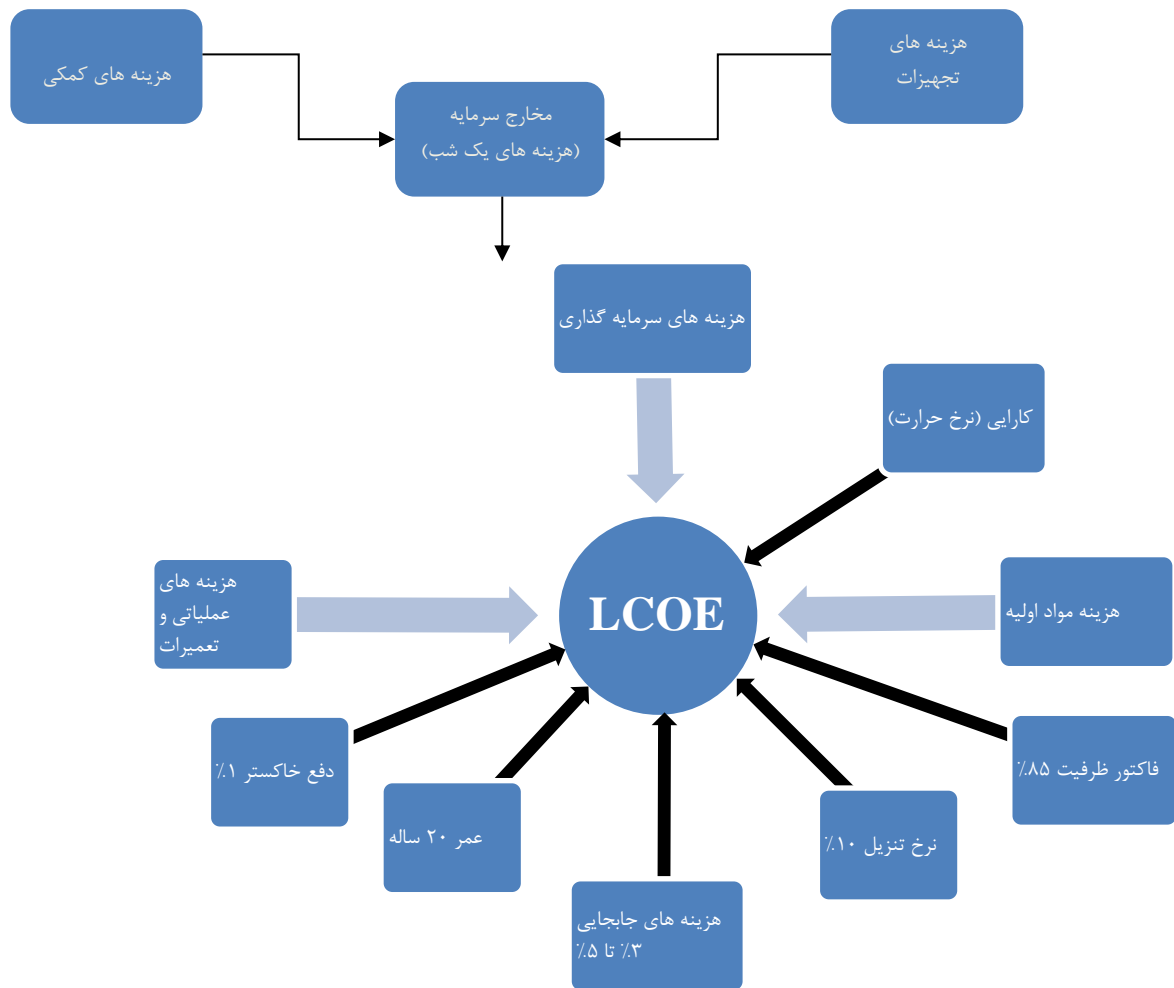 هزینه های
تجهیزات
هزینه های کمکی
مخارج سرمایه
(هزینه های یک شب)
هزینه های سرمایه گذاری
کارایی (نرخ حرارت)
هزینه های
عملیاتی و
تعمیرات
LCOE
هزینه مواد اولیه
دفع خاکستر ۱٪
عمر ۲۰ ساله
هزینه های جابجایی
۳٪ تا ۵٪
نرخ تنزیل ۱۰٪
فاکتور ظرفیت ۸۵٪